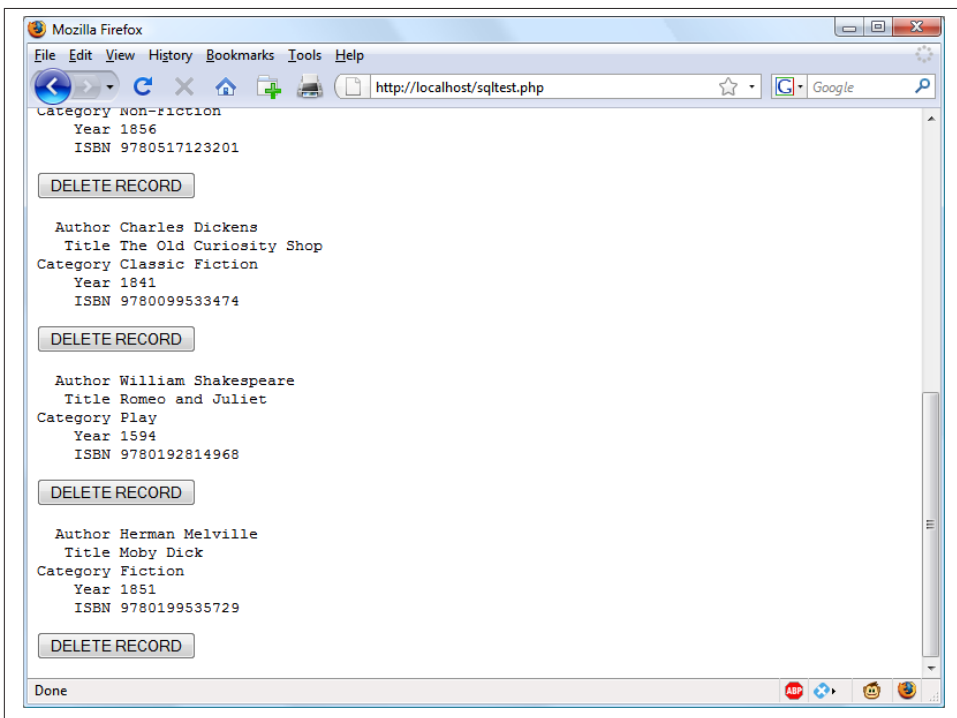 Mozilla Firefox
File Edit View History Bookmarks Tools Help
http://localhost/sqltest.php
G Google
Category Non-Fiction
Year 1856
ISBN 9780517123201
DELETE RECORD
Author Charles Dickens
Title The Old Curiosity Shop
Category Classic Fiction
Year 1841
ISBN 9780099533474
DELETE RECORD
Author William Shakespeare
Title Romeo and Juliet
Category Play
Year 1594
ISBN 9780192814968
DELETE RECORD
Author Herman Melville
Title Moby Dick
Category Fiction
Year 1851
ISBN 9780199535729
DELETE RECORD
Done
ABP